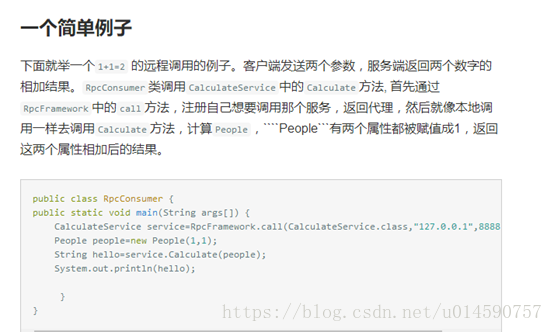 一个简单例子
下面就举一个 1+1=2 的远程调用的例子。客户端发送两个参数，服务端返回两个数字的
相加结果。 RpcConsumer 类调用 CalculateService 中的 Calculate 方法, 首先通过
RpcFramework 中的 call 方法，注册自己想要调用那个服务，返回代理，然后就像本地调
用一样去调用 Calculate 方法，计算 People ，````People```有两个属性都被赋值成1，返回
这两个属性相加后的结果。
public class RpcConsumer {
public static void main(String args[]) {
CalculateService service=RpcFramework.call(CalculateService.class,"127.0.0.1",8888
People people=new People(1,1);
String hello=service.Calculate(people);
System.out.println(hello);
}
}
https://blog.csdn.net/u014590757